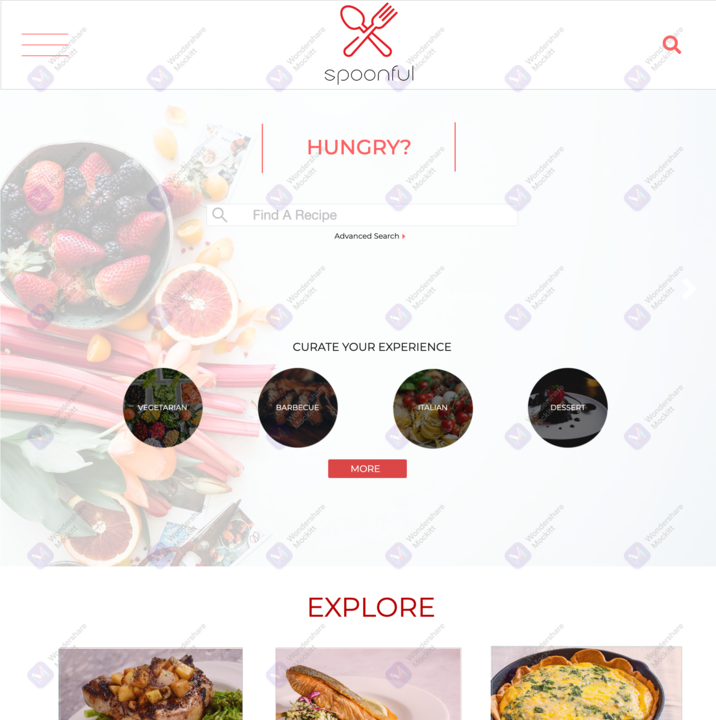 spoonful
HUNGRY?
Find A Recipe
Advanced Search
CURATE YOUR EXPERIENCE
VEGETARIAN
BARBECUE
ITALIAN
DESSERT
MORE
EXPLORE
Wondershare
Mockitt